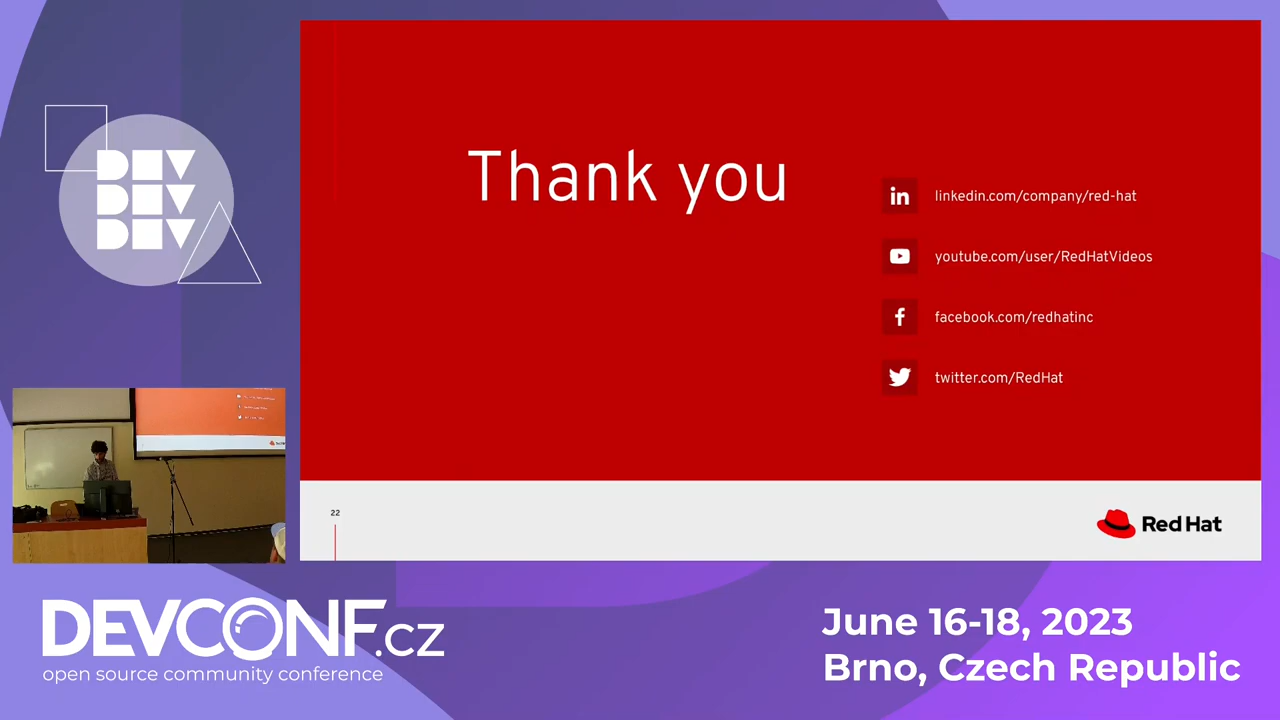 DEV
DEV
DEV
Thank you
linkedin.com/company/red-hat
youtube.com/user/RedHatVideos
facebook.com/redhatinc
twitter.com/RedHat
22
Red Hat
DEVCONF.cz
open source community conference
June 16-18, 2023
Brno, Czech Republic